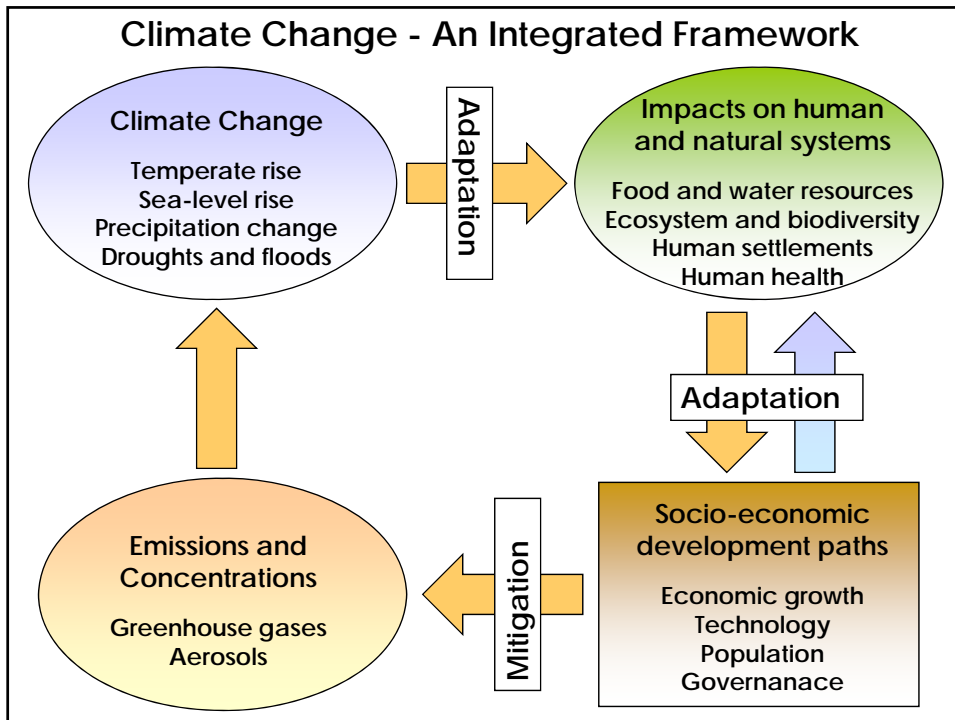 Climate Change - An Integrated Framework
Climate Change
Temperate rise
Sea-level rise
Precipitation change
Droughts and floods
Adaptation
Impacts on human
and natural systems
Food and water resources
Ecosystem and biodiversity
Human settlements
Human health
Adaptation
Emissions and
Concentrations
Greenhouse gases
Aerosols
Mitigation
Socio-economic
development paths
Economic growth
Technology
Population
Governanace